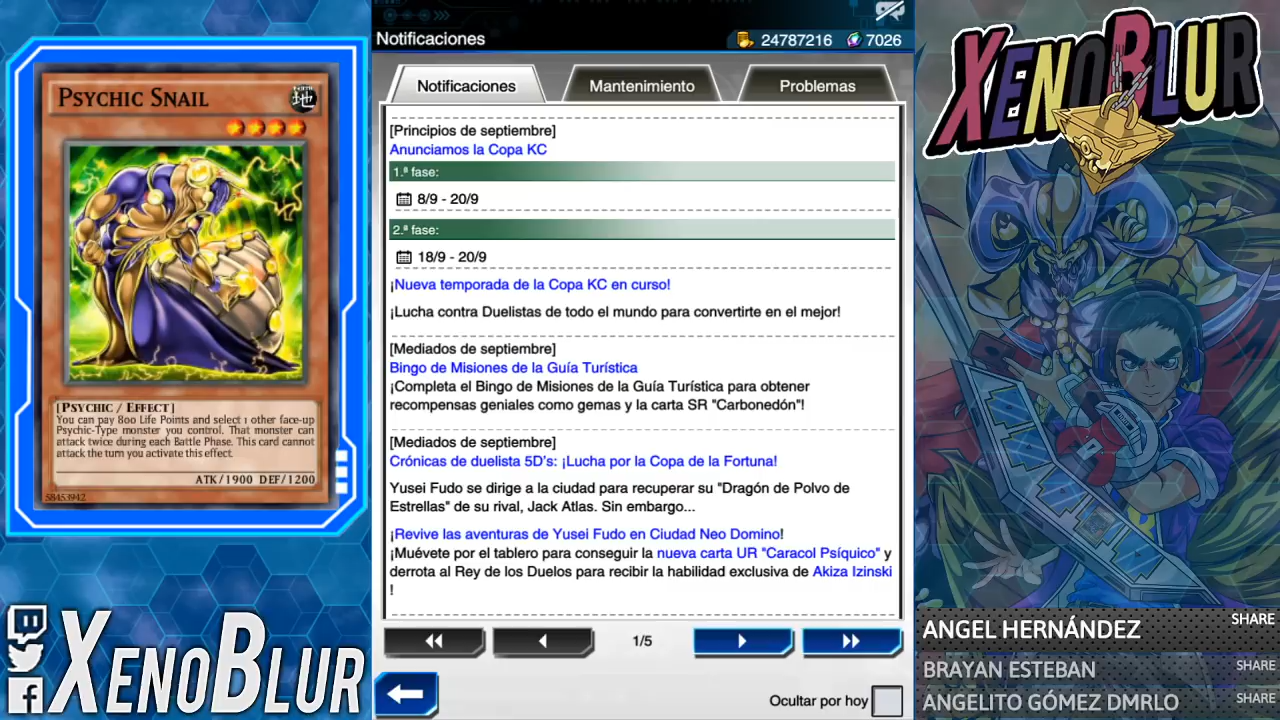 PSYCHIC SNAIL
地
[PSYCHIC / EFFECT]
You can pay 800 Life Points and select 1 other face-up
Psychic-Type monster you control. That monster can
attack twice during each Battle Phase. This card cannot
attack the turn you activate this effect.
ATK/1900 DEF/1200
58453942
XENOBLUR
Notificaciones
24787216
7026
Notificaciones
Mantenimiento
Problemas
[Principios de septiembre]
Anunciamos la Copa KC
1.ª fase:
8/9 - 20/9
2.ª fase:
18/9 - 20/9
¡Nueva temporada de la Copa KC en curso!
¡Lucha contra Duelistas de todo el mundo para convertirte en el mejor!
[Mediados de septiembre]
Bingo de Misiones de la Guía Turística
¡Completa el Bingo de Misiones de la Guía Turística para obtener
recompensas geniales como gemas y la carta SR "Carbonedón"!
[Mediados de septiembre]
Crónicas de duelista 5D's: ¡Lucha por la Copa de la Fortuna!
Yusei Fudo se dirige a la ciudad para recuperar su "Dragón de Polvo de
Estrellas" de su rival, Jack Atlas. Sin embargo...
¡Revive las aventuras de Yusei Fudo en Ciudad Neo Domino!
¡Muévete por el tablero para conseguir la nueva carta UR "Caracol Psíquico" y
derrota al Rey de los Duelos para recibir la habilidad exclusiva de Akiza Izinski
!
1/5
Ocultar por hoy
XENOBLUR
ANGEL HERNÁNDEZ SHARE
BRAYAN ESTEBAN SHARE
ANGELITO GÓMEZ DMRLO SHARE